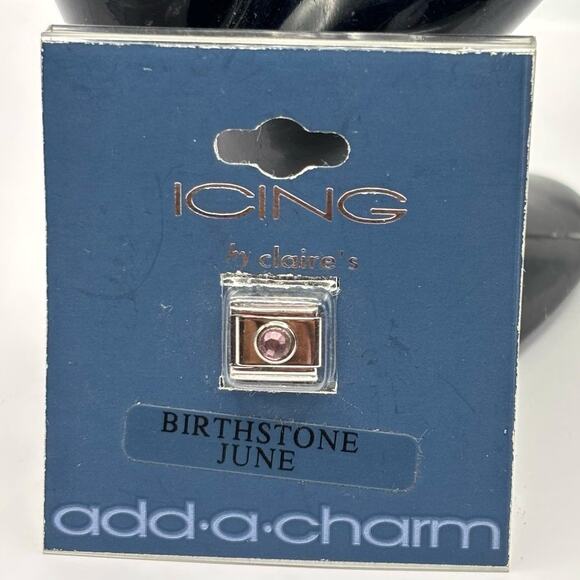 ICING
by claire's
BIRTHSTONE
JUNE
add·a·charm